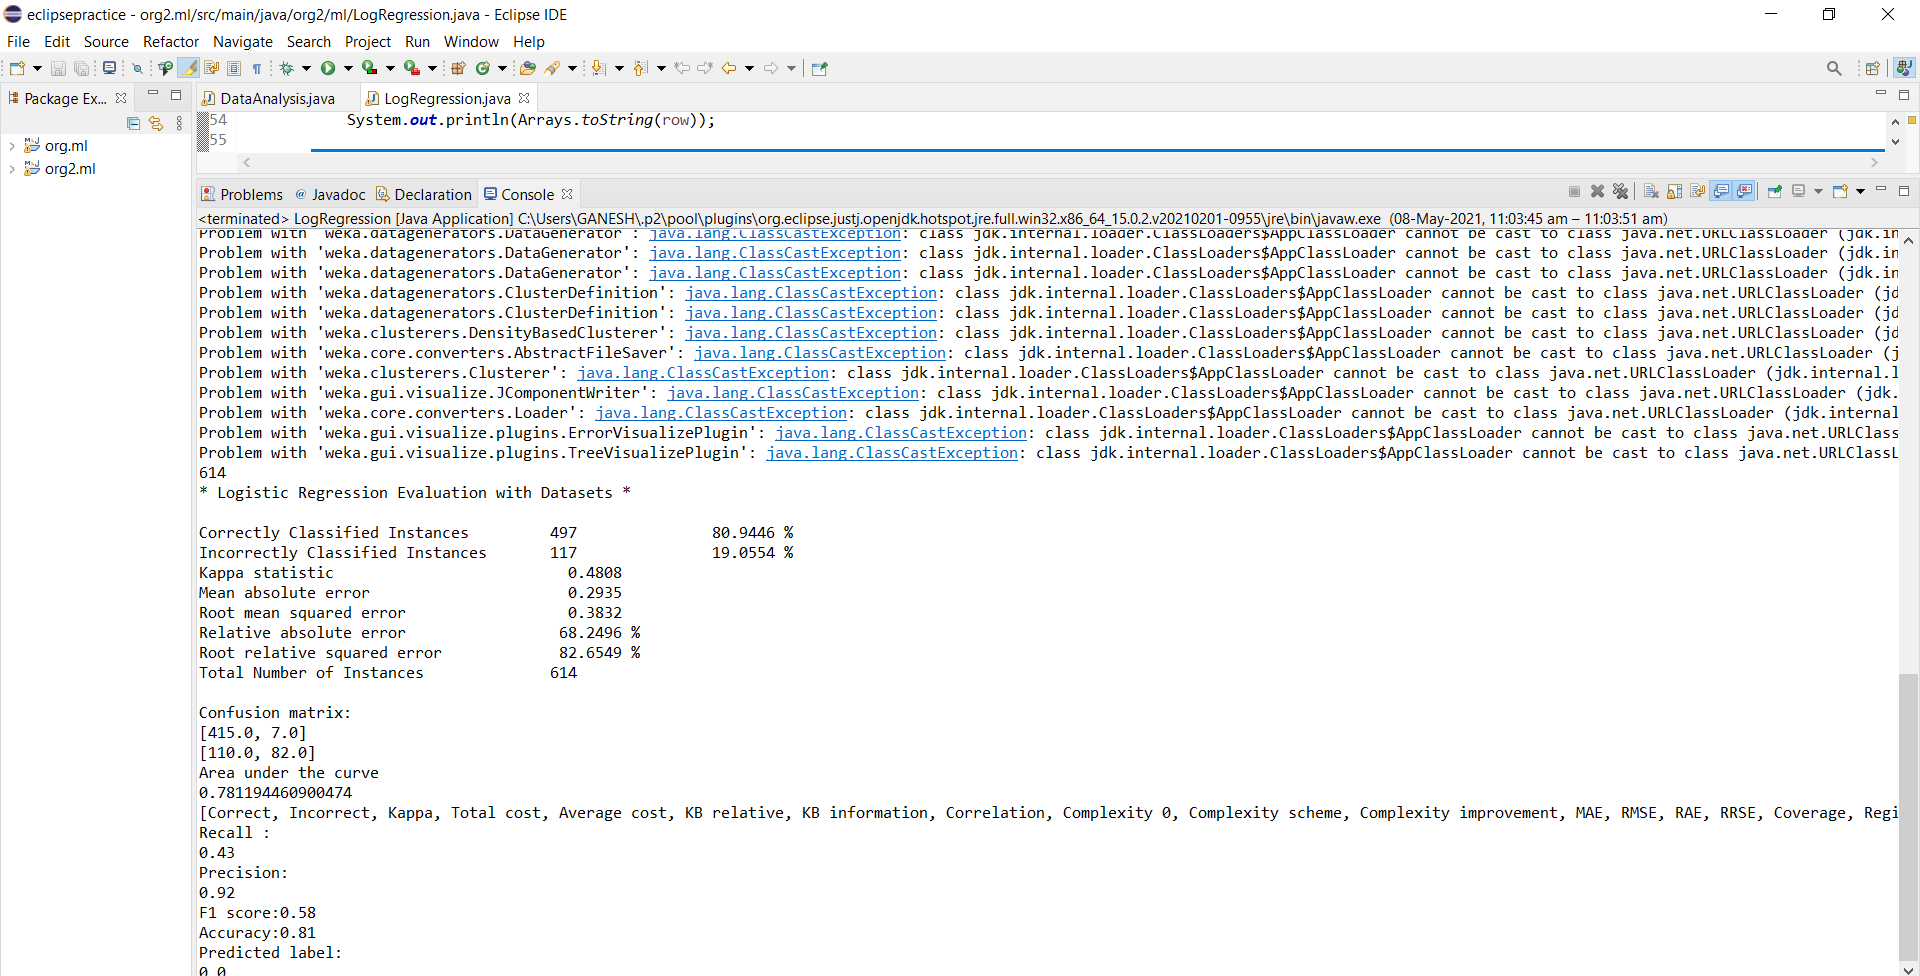 eclipsepractice - org2.ml/src/main/java/org2/ml/LogRegression.java - Eclipse IDE
File Edit Source Refactor Navigate Search Project Run Window Help
Package Ex...
DataAnalysis.java LogRegression.java
org.ml
org2.ml
54 System.out.println(Arrays.toString(row));
55
Problems @ Javadoc Declaration Console
<terminated> LogRegression [Java Application] C:\Users\GANESH\.p2\pool\plugins\org.eclipse.justj.openjdk.hotspot.jre.full.win32.x86_64_15.0.2.v20210201-0955\jre\bin\javaw.exe (08-May-2021, 11:03:45 am – 11:03:51 am)
Problem with 'weka.datagenerators.DataGenerator': java.lang.ClassCastException: class jdk.internal.loader.ClassLoaders$AppClassLoader cannot be cast to class java.net.URLClassLoader (jdk.in
Problem with 'weka.datagenerators.DataGenerator': java.lang.ClassCastException: class jdk.internal.loader.ClassLoaders$AppClassLoader cannot be cast to class java.net.URLClassLoader (jdk.in
Problem with 'weka.datagenerators.DataGenerator': java.lang.ClassCastException: class jdk.internal.loader.ClassLoaders$AppClassLoader cannot be cast to class java.net.URLClassLoader (jdk.in
Problem with 'weka.datagenerators.ClusterDefinition': java.lang.ClassCastException: class jdk.internal.loader.ClassLoaders$AppClassLoader cannot be cast to class java.net.URLClassLoader (jd
Problem with 'weka.datagenerators.ClusterDefinition': java.lang.ClassCastException: class jdk.internal.loader.ClassLoaders$AppClassLoader cannot be cast to class java.net.URLClassLoader (jd
Problem with 'weka.clusterers.DensityBasedClusterer': java.lang.ClassCastException: class jdk.internal.loader.ClassLoaders$AppClassLoader cannot be cast to class java.net.URLClassLoader (jd
Problem with 'weka.core.converters.AbstractFileSaver': java.lang.ClassCastException: class jdk.internal.loader.ClassLoaders$AppClassLoader cannot be cast to class java.net.URLClassLoader (j
Problem with 'weka.clusterers.Clusterer': java.lang.ClassCastException: class jdk.internal.loader.ClassLoaders$AppClassLoader cannot be cast to class java.net.URLClassLoader (jdk.internal.l
Problem with 'weka.gui.visualize.JComponentWriter': java.lang.ClassCastException: class jdk.internal.loader.ClassLoaders$AppClassLoader cannot be cast to class java.net.URLClassLoader (jdk.
Problem with 'weka.core.converters.Loader': java.lang.ClassCastException: class jdk.internal.loader.ClassLoaders$AppClassLoader cannot be cast to class java.net.URLClassLoader (jdk.internal
Problem with 'weka.gui.visualize.plugins.ErrorVisualizePlugin': java.lang.ClassCastException: class jdk.internal.loader.ClassLoaders$AppClassLoader cannot be cast to class java.net.URLClass
Problem with 'weka.gui.visualize.plugins.TreeVisualizePlugin': java.lang.ClassCastException: class jdk.internal.loader.ClassLoaders$AppClassLoader cannot be cast to class java.net.URLClassL
614
* Logistic Regression Evaluation with Datasets *
Correctly Classified Instances 497 80.9446 %
Incorrectly Classified Instances 117 19.0554 %
Kappa statistic 0.4808
Mean absolute error 0.2935
Root mean squared error 0.3832
Relative absolute error 68.2496 %
Root relative squared error 82.6549 %
Total Number of Instances 614
Confusion matrix:
[415.0, 7.0]
[110.0, 82.0]
Area under the curve
0.781194460900474
[Correct, Incorrect, Kappa, Total cost, Average cost, KB relative, KB information, Correlation, Complexity 0, Complexity scheme, Complexity improvement, MAE, RMSE, RAE, RRSE, Coverage, Regi
Recall :
0.43
Precision:
0.92
F1 score:0.58
Accuracy:0.81
Predicted label:
0.0